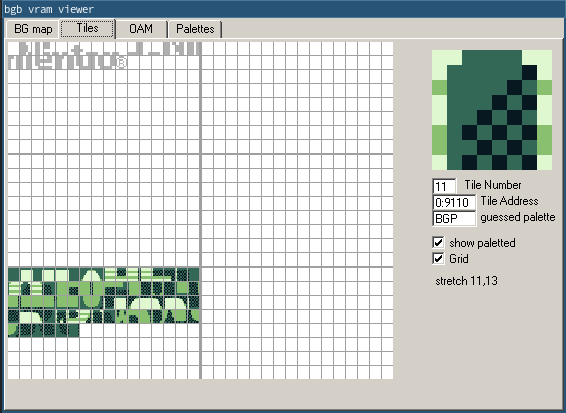 bgb vram viewer
BG map Tiles OAM Palettes
11 Tile Number
0:9110 Tile Address
BGP guessed palette
show paletted
Grid
stretch 11,13